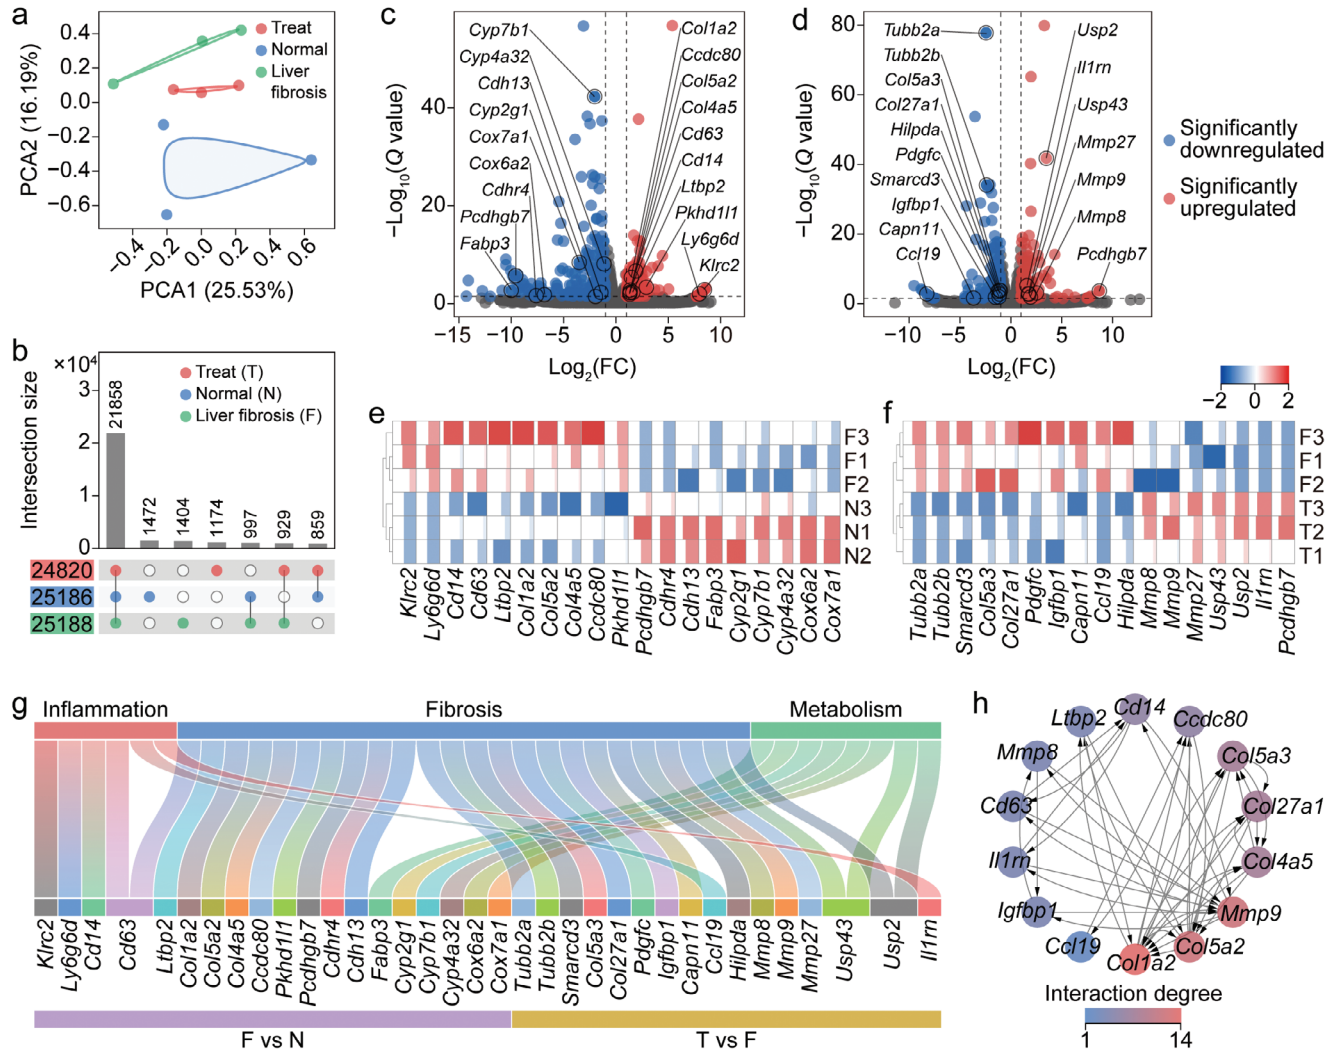 a
PCA2 (16.19%)
0.4
0.2
0.0
−0.2
−0.4
−0.6
Treat
Normal
Liver
fibrosis
−0.4
−0.2
0.0
0.2
0.4
0.6
PCA1 (25.53%)
b
Intersection size
×10⁴
3
2
1
0
Treat (T)
Normal (N)
Liver fibrosis (F)
21858
1472
1404
1174
997
929
859
24820
25186
25188
c
−Log₁₀(Q value)
40
20
0
Cyp7b1
Cyp4a32
Cdh13
Cyp2g1
Cox7a1
Cox6a2
Cdhr4
Pcdhgb7
Fabp3
Col1a2
Ccdc80
Col5a2
Col4a5
Cd63
Cd14
Ltbp2
Pkhd1l1
Ly6g6d
Klrc2
−15
−10
−5
0
5
10
Log₂(FC)
d
−Log₁₀(Q value)
80
60
40
20
0
Tubb2a
Tubb2b
Col5a3
Col27a1
Hilpda
Pdgfc
Smarcd3
Igfbp1
Capn11
Ccl19
Usp2
Il1rn
Usp43
Mmp27
Mmp9
Mmp8
Pcdhgb7
−10
−5
0
5
10
Log₂(FC)
Significantly
downregulated
Significantly
upregulated
−2
0
2
e
F3
F1
F2
N3
N1
N2
Klrc2
Ly6g6d
Cd14
Cd63
Ltbp2
Col1a2
Col5a2
Col4a5
Ccdc80
Pkhd1l1
Pcdhgb7
Cdhr4
Cdh13
Fabp3
Cyp2g1
Cyp7b1
Cyp4a32
Cox6a2
Cox7a1
f
F3
F1
F2
T3
T2
T1
Tubb2a
Tubb2b
Smarcd3
Col5a3
Col27a1
Pdgfc
Igfbp1
Capn11
Ccl19
Hilpda
Mmp8
Mmp9
Mmp27
Usp43
Usp2
Il1rn
Pcdhgb7
g
Inflammation
Fibrosis
Metabolism
Klrc2
Ly6g6d
Cd14
Cd63
Ltbp2
Col1a2
Col5a2
Col4a5
Ccdc80
Pkhd1l1
Pcdhgb7
Cdhr4
Cdh13
Fabp3
Cyp2g1
Cyp7b1
Cyp4a32
Cox6a2
Cox7a1
Tubb2a
Tubb2b
Smarcd3
Col5a3
Col27a1
Pdgfc
Igfbp1
Capn11
Ccl19
Hilpda
Mmp8
Mmp9
Mmp27
Usp43
Usp2
Il1rn
F vs N
T vs F
h
Cd14
Ltbp2
Ccdc80
Mmp8
Col5a3
Cd63
Col27a1
Il1rn
Col4a5
Igfbp1
Mmp9
Ccl19
Col5a2
Col1a2
Interaction degree
1
14